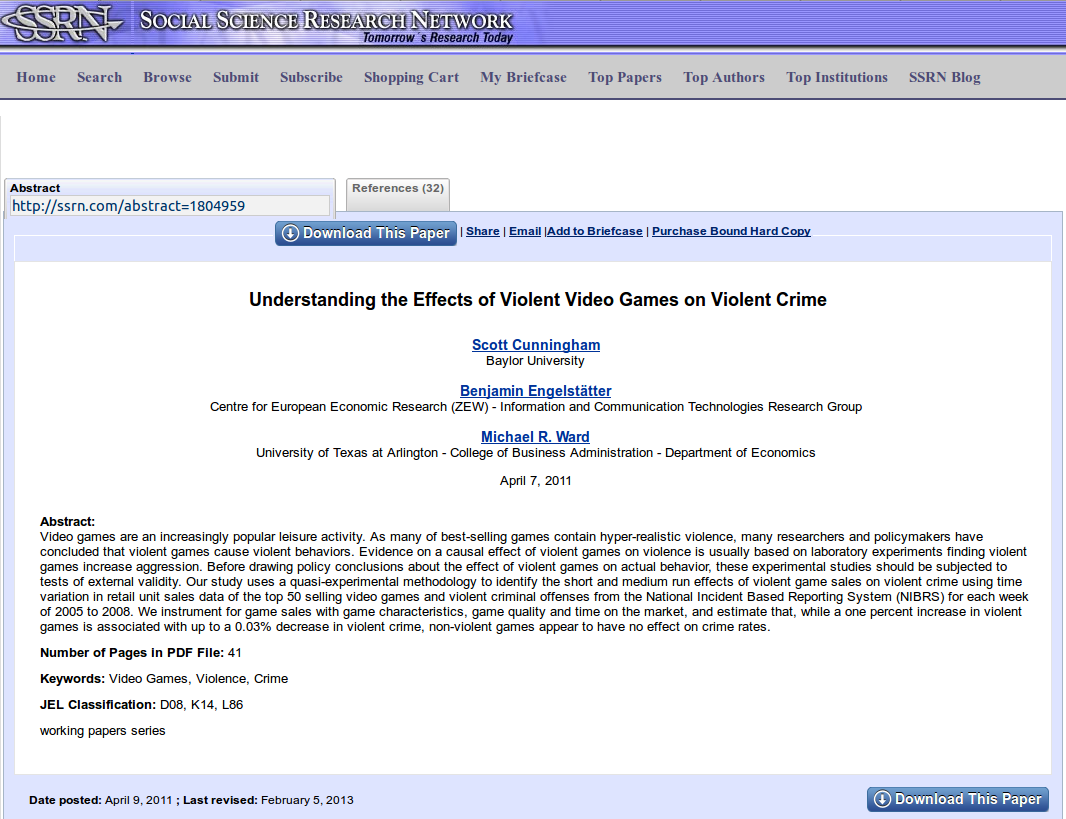 SSRN SOCIAL SCIENCE RESEARCH NETWORK
Tomorrow's Research Today
Home Search Browse Submit Subscribe Shopping Cart My Briefcase Top Papers Top Authors Top Institutions SSRN Blog
Abstract References (32)
http://ssrn.com/abstract=1804959
Download This Paper | Share | Email |Add to Briefcase | Purchase Bound Hard Copy
Understanding the Effects of Violent Video Games on Violent Crime
Scott Cunningham
Baylor University
Benjamin Engelstätter
Centre for European Economic Research (ZEW) - Information and Communication Technologies Research Group
Michael R. Ward
University of Texas at Arlington - College of Business Administration - Department of Economics
April 7, 2011
Abstract:
Video games are an increasingly popular leisure activity. As many of best-selling games contain hyper-realistic violence, many researchers and policymakers have
concluded that violent games cause violent behaviors. Evidence on a causal effect of violent games on violence is usually based on laboratory experiments finding violent
games increase aggression. Before drawing policy conclusions about the effect of violent games on actual behavior, these experimental studies should be subjected to
tests of external validity. Our study uses a quasi-experimental methodology to identify the short and medium run effects of violent game sales on violent crime using time
variation in retail unit sales data of the top 50 selling video games and violent criminal offenses from the National Incident Based Reporting System (NIBRS) for each week
of 2005 to 2008. We instrument for game sales with game characteristics, game quality and time on the market, and estimate that, while a one percent increase in violent
games is associated with up to a 0.03% decrease in violent crime, non-violent games appear to have no effect on crime rates.
Number of Pages in PDF File: 41
Keywords: Video Games, Violence, Crime
JEL Classification: D08, K14, L86
working papers series
Date posted: April 9, 2011 ; Last revised: February 5, 2013 Download This Paper